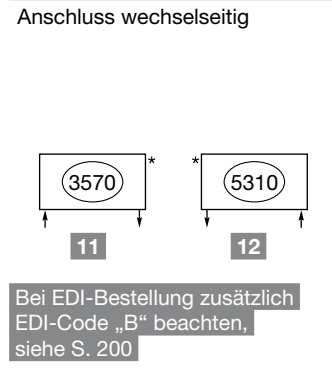 Anschluss wechselseitig
* *
3570 5310
11 12
Bei EDI-Bestellung zusätzlich
EDI-Code „B“ beachten,
siehe S. 200